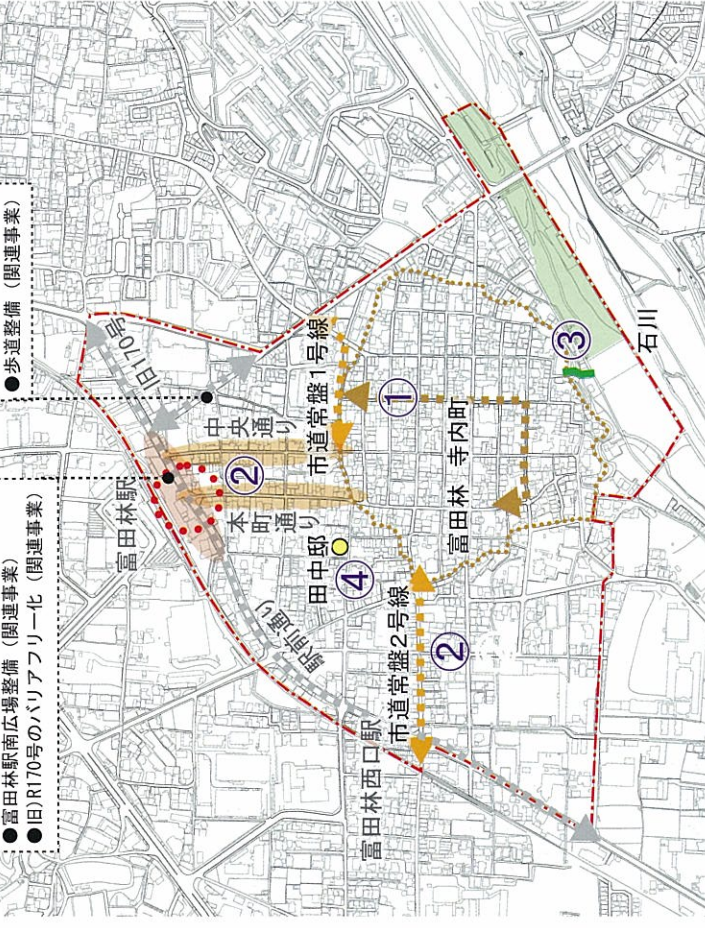 ●富田林駅南広場整備（関連事業）
●(旧)R170号のバリアフリー化（関連事業）
●歩道整備（関連事業）
富田林駅
旧170号
中央通り
本町通り
②
市道常盤1号線
駅前通り
田中邸
④
①
富田林 寺内町
③
石川
市道常盤2号線
②
富田林西口駅